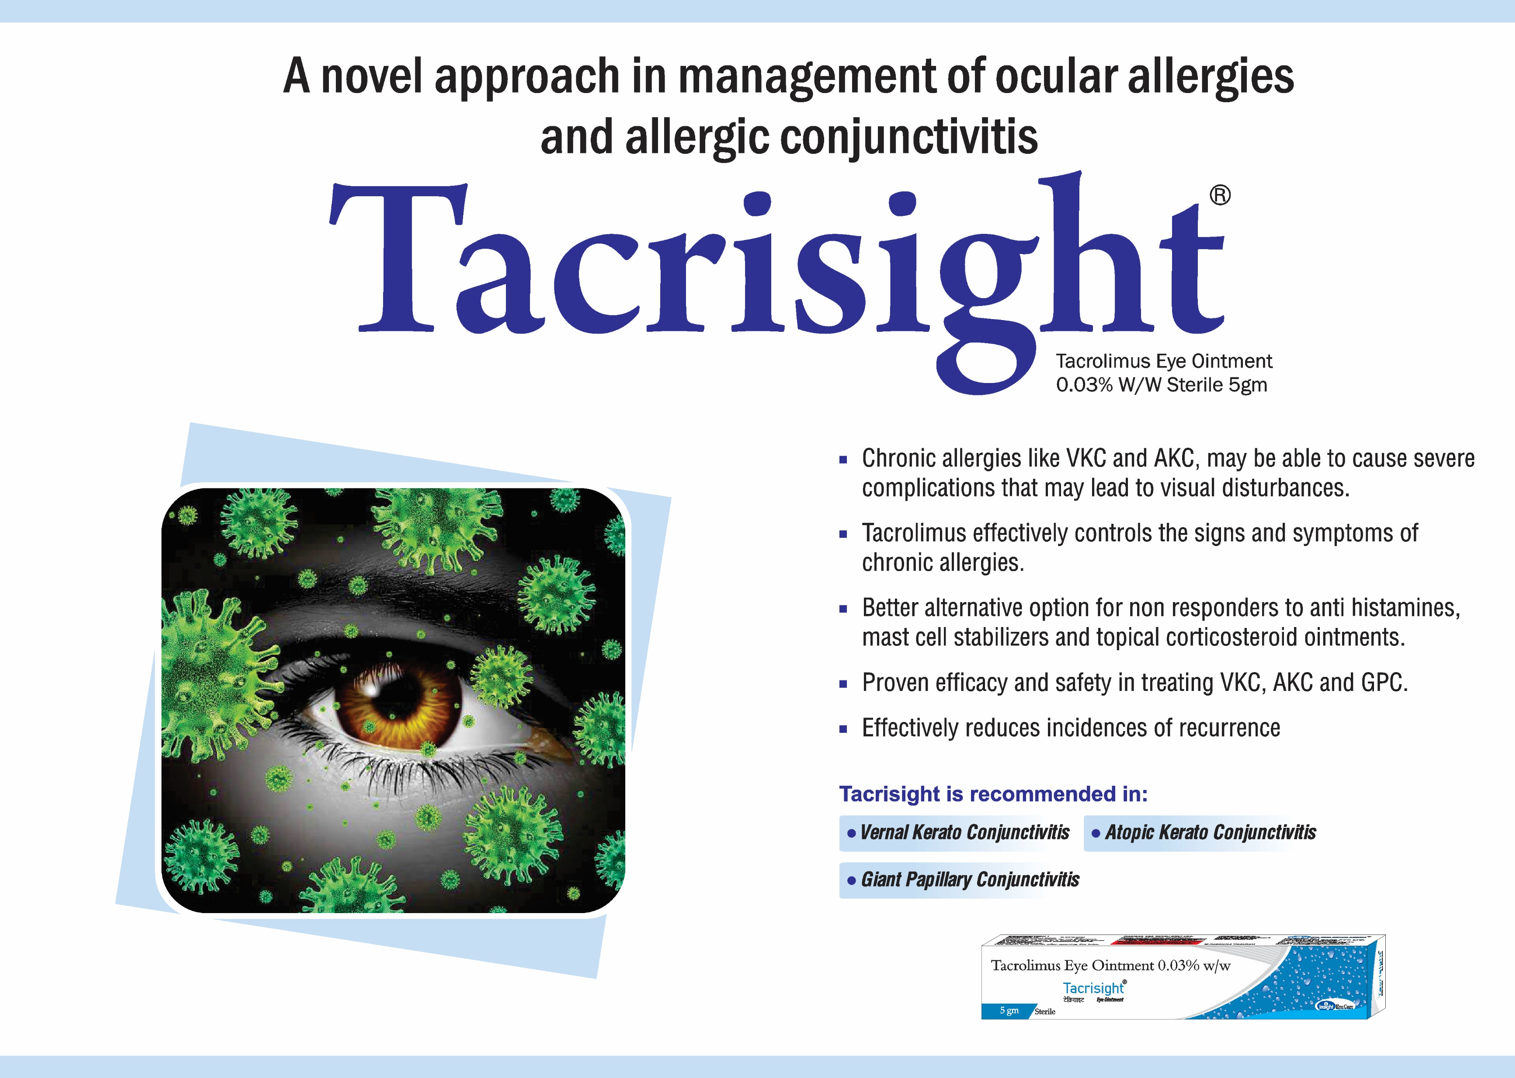 A novel approach in management of ocular allergies
and allergic conjunctivitis
Tacrisight®
Tacrolimus Eye Ointment
0.03% W/W Sterile 5gm
▪ Chronic allergies like VKC and AKC, may be able to cause severe
complications that may lead to visual disturbances.
▪ Tacrolimus effectively controls the signs and symptoms of
chronic allergies.
▪ Better alternative option for non responders to anti histamines,
mast cell stabilizers and topical corticosteroid ointments.
▪ Proven efficacy and safety in treating VKC, AKC and GPC.
▪ Effectively reduces incidences of recurrence
Tacrisight is recommended in:
• Vernal Kerato Conjunctivitis • Atopic Kerato Conjunctivitis
• Giant Papillary Conjunctivitis
Tacrolimus Eye Ointment 0.03% w/w
Tacrisight®
Eye Ointment
5 gm Sterile